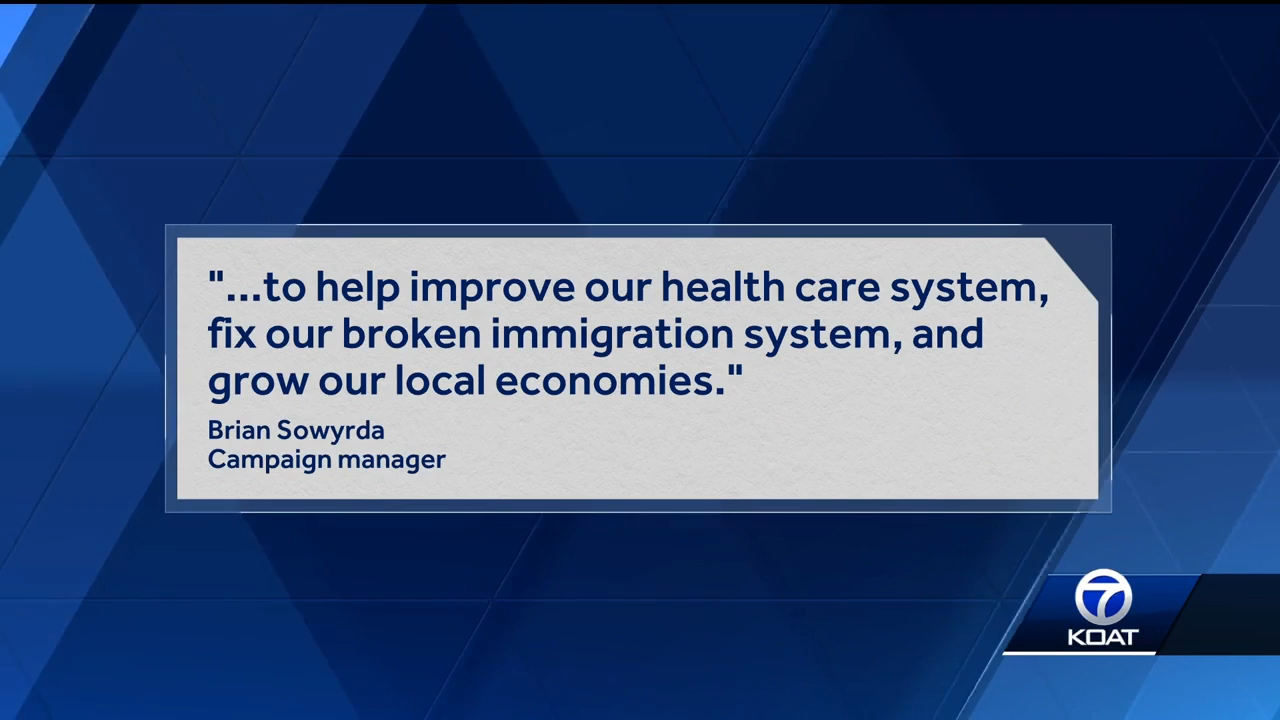 "...to help improve our health care system,
fix our broken immigration system, and
grow our local economies."
Brian Sowyrda
Campaign manager
7
KOAT